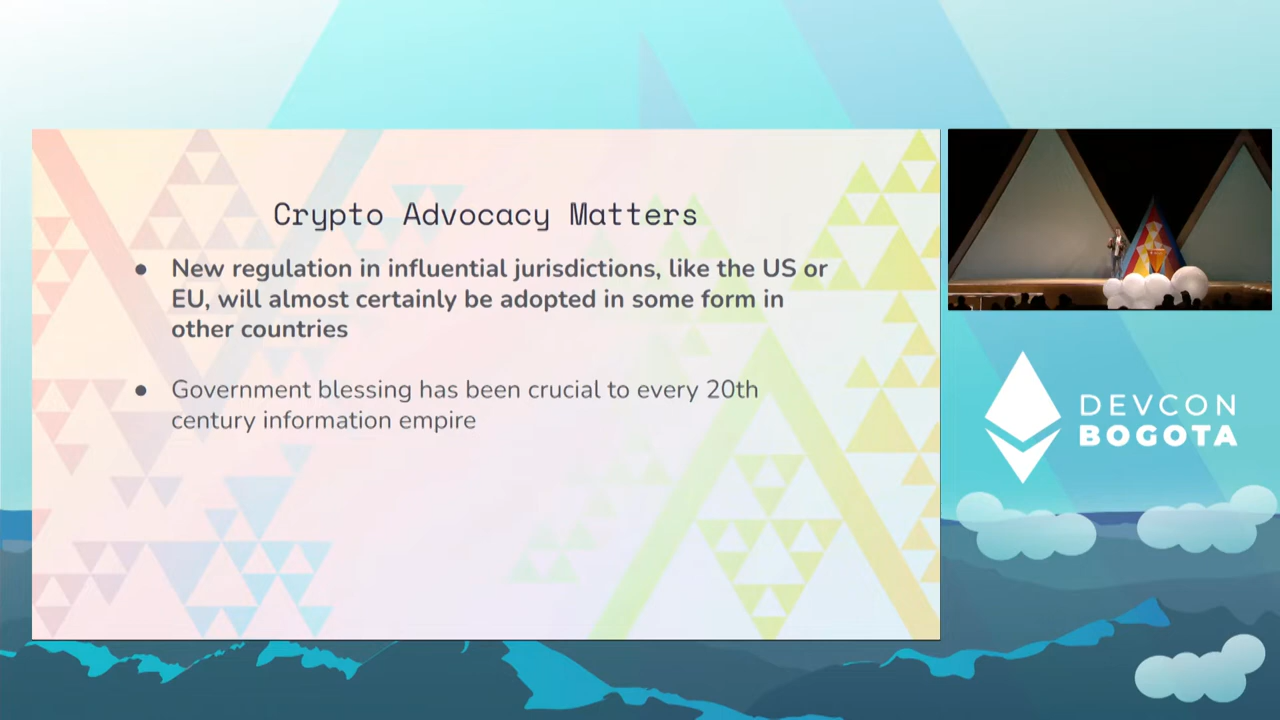 Crypto Advocacy Matters
● New regulation in influential jurisdictions, like the US or
EU, will almost certainly be adopted in some form in
other countries
● Government blessing has been crucial to every 20th
century information empire
DEVCON
BOGOTA